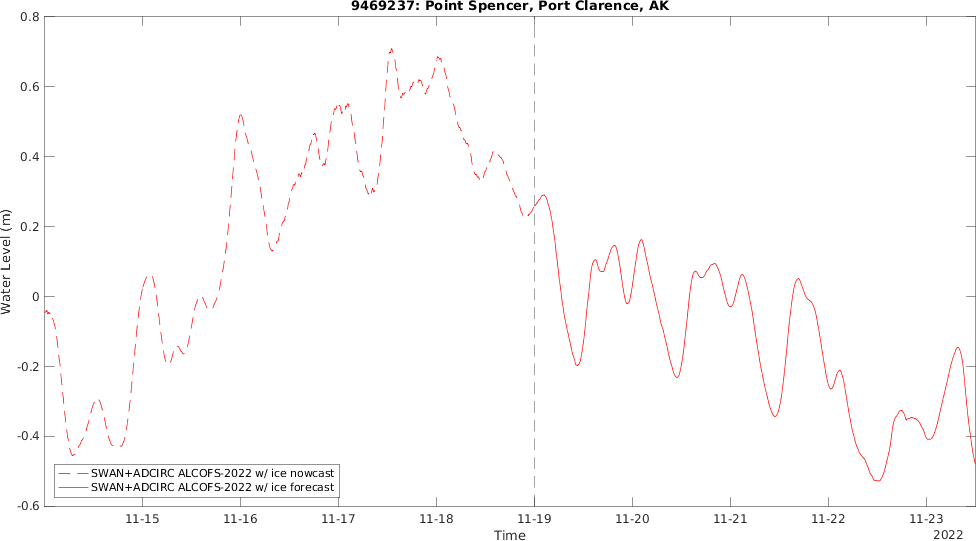 9469237: Point Spencer, Port Clarence, AK
0.8
0.6
0.4
0.2
0
-0.2
-0.4
-0.6
Water Level (m)
SWAN+ADCIRC ALCOFS-2022 w/ ice nowcast
SWAN+ADCIRC ALCOFS-2022 w/ ice forecast
11-15 11-16 11-17 11-18 11-19 11-20 11-21 11-22 11-23
Time
2022